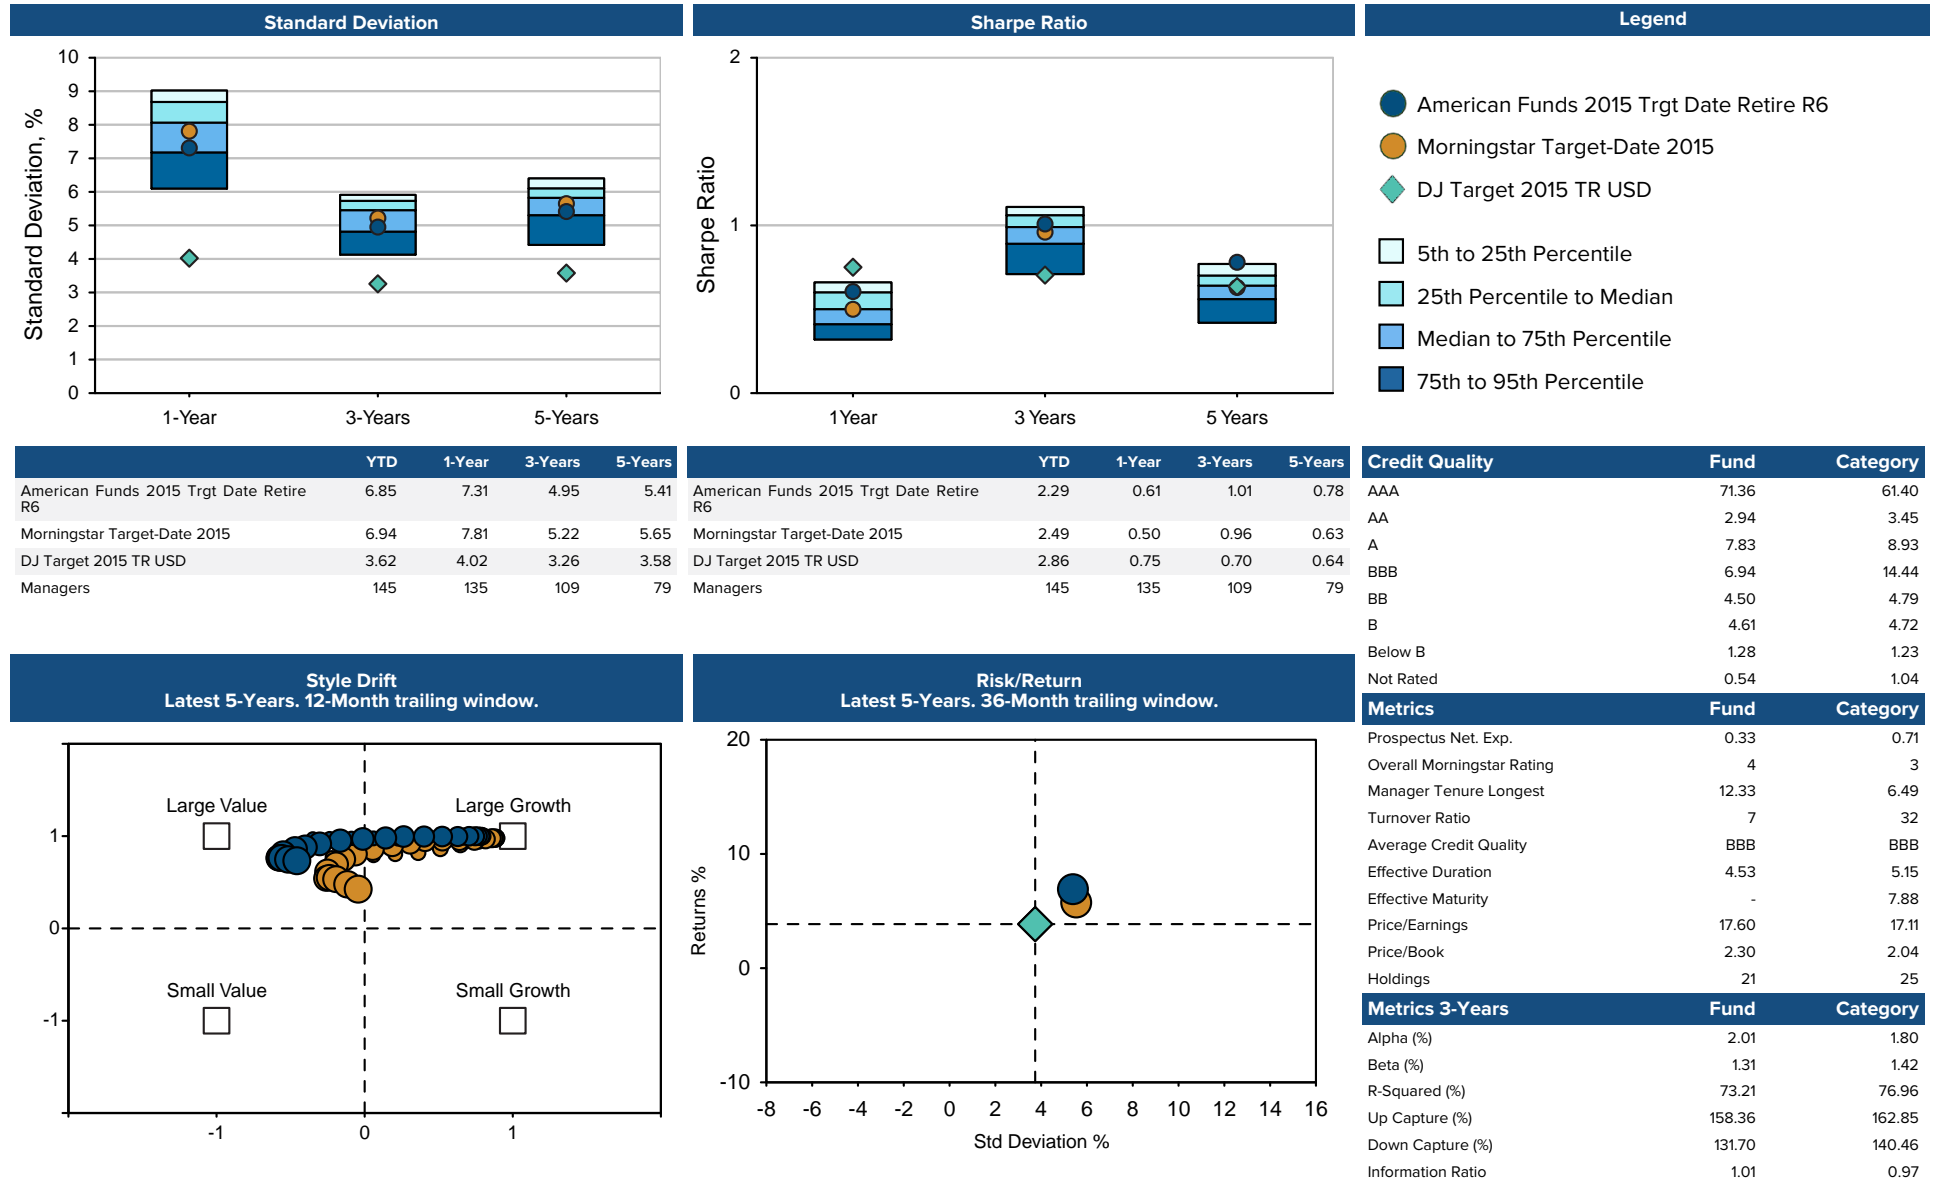 Standard Deviation
10
9
8
7
6
5
4
3
2
1
0
Standard Deviation, %
1-Year 3-Years 5-Years
Sharpe Ratio
2
1
0
Sharpe Ratio
1Year 3 Years 5 Years
Legend
American Funds 2015 Trgt Date Retire R6
Morningstar Target-Date 2015
DJ Target 2015 TR USD
5th to 25th Percentile
25th Percentile to Median
Median to 75th Percentile
75th to 95th Percentile
YTD 1-Year 3-Years 5-Years
American Funds 2015 Trgt Date Retire 6.85 7.31 4.95 5.41
R6
Morningstar Target-Date 2015 6.94 7.81 5.22 5.65
DJ Target 2015 TR USD 3.62 4.02 3.26 3.58
Managers 145 135 109 79
YTD 1-Year 3-Years 5-Years
American Funds 2015 Trgt Date Retire 2.29 0.61 1.01 0.78
R6
Morningstar Target-Date 2015 2.49 0.50 0.96 0.63
DJ Target 2015 TR USD 2.86 0.75 0.70 0.64
Managers 145 135 109 79
Credit Quality Fund Category
AAA 71.36 61.40
AA 2.94 3.45
A 7.83 8.93
BBB 6.94 14.44
BB 4.50 4.79
B 4.61 4.72
Below B 1.28 1.23
Not Rated 0.54 1.04
Metrics Fund Category
Prospectus Net. Exp. 0.33 0.71
Overall Morningstar Rating 4 3
Manager Tenure Longest 12.33 6.49
Turnover Ratio 7 32
Average Credit Quality BBB BBB
Effective Duration 4.53 5.15
Effective Maturity - 7.88
Price/Earnings 17.60 17.11
Price/Book 2.30 2.04
Holdings 21 25
Metrics 3-Years Fund Category
Alpha (%) 2.01 1.80
Beta (%) 1.31 1.42
R-Squared (%) 73.21 76.96
Up Capture (%) 158.36 162.85
Down Capture (%) 131.70 140.46
Information Ratio 1.01 0.97
Style Drift
Latest 5-Years. 12-Month trailing window.
Large Value Large Growth
1
0
Small Value Small Growth
-1
-1 0 1
Risk/Return
Latest 5-Years. 36-Month trailing window.
20
10
0
-10
Returns %
-8 -6 -4 -2 0 2 4 6 8 10 12 14 16
Std Deviation %